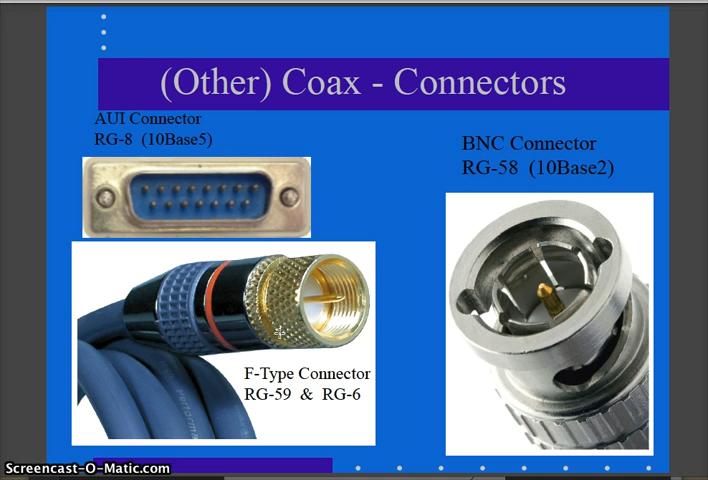 (Other) Coax - Connectors
AUI Connector
RG-8 (10Base5)
BNC Connector
RG-58 (10Base2)
F-Type Connector
RG-59 & RG-6
Screencast-O-Matic.com